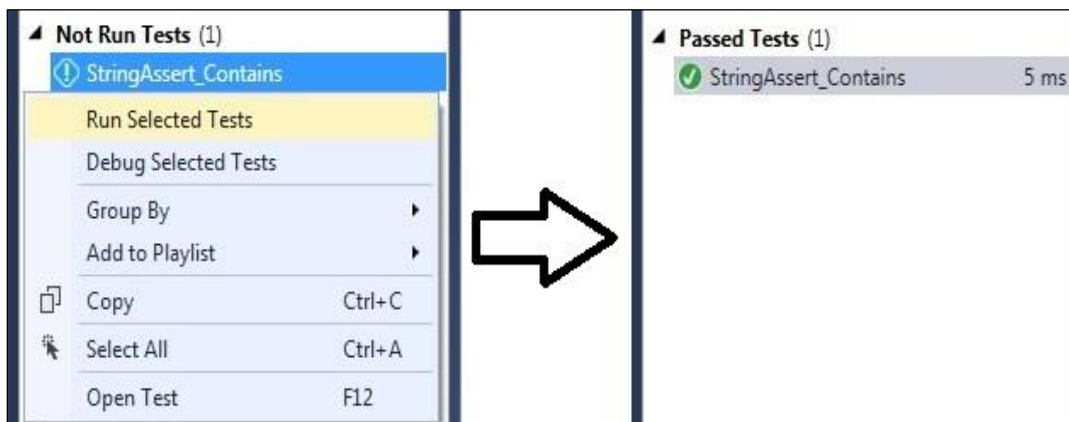 Not Run Tests (1)
StringAssert_Contains
Run Selected Tests
Debug Selected Tests
Group By
Add to Playlist
Copy Ctrl+C
Select All Ctrl+A
Open Test F12
Passed Tests (1)
StringAssert_Contains 5 ms